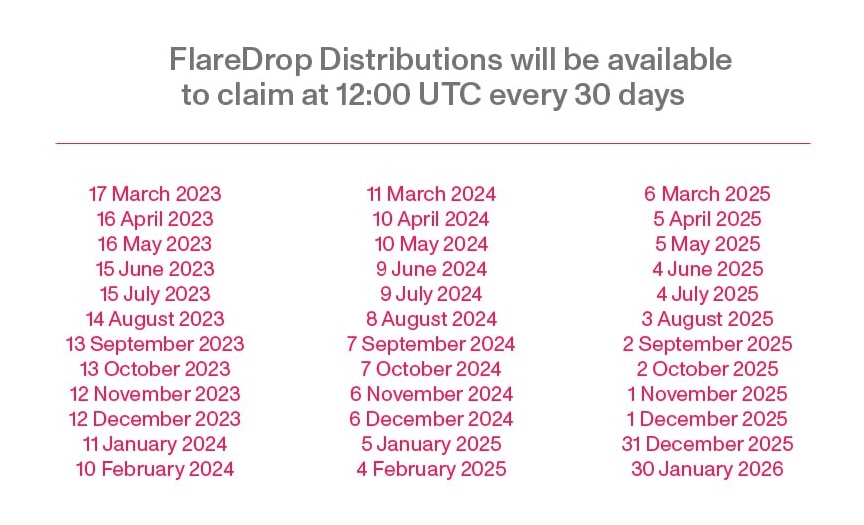 FlareDrop Distributions will be available
to claim at 12:00 UTC every 30 days
17 March 2023
16 April 2023
16 May 2023
15 June 2023
15 July 2023
14 August 2023
13 September 2023
13 October 2023
12 November 2023
12 December 2023
11 January 2024
10 February 2024
11 March 2024
10 April 2024
10 May 2024
9 June 2024
9 July 2024
8 August 2024
7 September 2024
7 October 2024
6 November 2024
6 December 2024
5 January 2025
4 February 2025
6 March 2025
5 April 2025
5 May 2025
4 June 2025
4 July 2025
3 August 2025
2 September 2025
2 October 2025
1 November 2025
1 December 2025
31 December 2025
30 January 2026